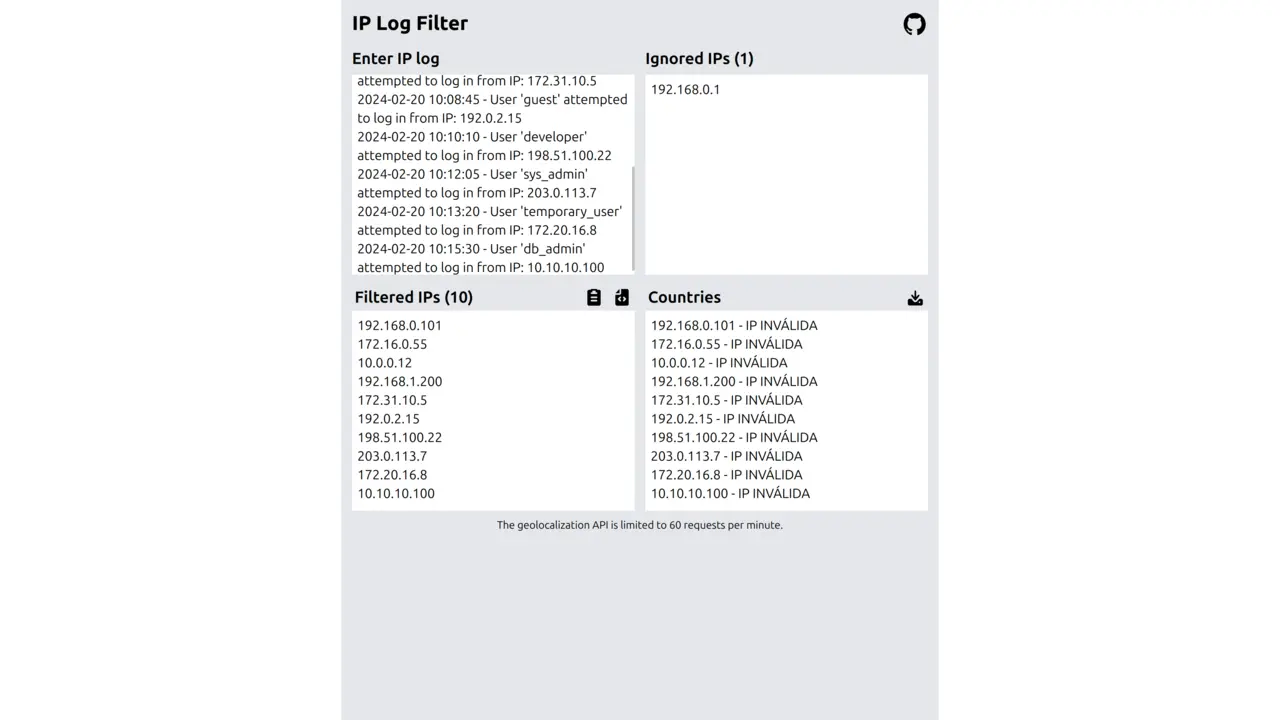 IP Log Filter
Enter IP log
attempted to log in from IP: 172.31.10.5
2024-02-20 10:08:45 - User 'guest' attempted
to log in from IP: 192.0.2.15
2024-02-20 10:10:10 - User 'developer'
attempted to log in from IP: 198.51.100.22
2024-02-20 10:12:05 - User 'sys_admin'
attempted to log in from IP: 203.0.113.7
2024-02-20 10:13:20 - User 'temporary_user'
attempted to log in from IP: 172.20.16.8
2024-02-20 10:15:30 - User 'db_admin'
attempted to log in from IP: 10.10.10.100
Ignored IPs (1)
192.168.0.1
Filtered IPs (10)
192.168.0.101
172.16.0.55
10.0.0.12
192.168.1.200
172.31.10.5
192.0.2.15
198.51.100.22
203.0.113.7
172.20.16.8
10.10.10.100
Countries
192.168.0.101 - IP INVÁLIDA
172.16.0.55 - IP INVÁLIDA
10.0.0.12 - IP INVÁLIDA
192.168.1.200 - IP INVÁLIDA
172.31.10.5 - IP INVÁLIDA
192.0.2.15 - IP INVÁLIDA
198.51.100.22 - IP INVÁLIDA
203.0.113.7 - IP INVÁLIDA
172.20.16.8 - IP INVÁLIDA
10.10.10.100 - IP INVÁLIDA
The geolocalization API is limited to 60 requests per minute.